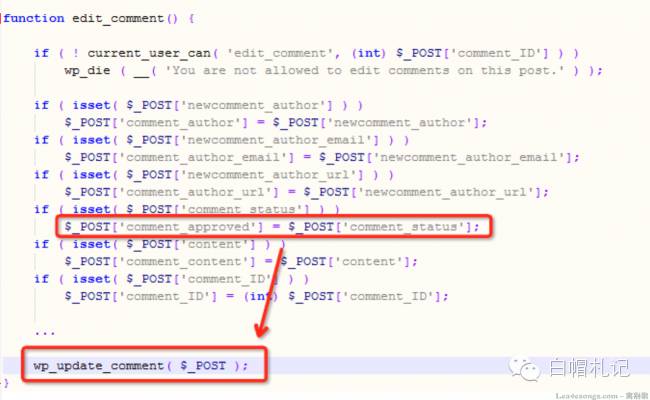 function edit_comment() {
if ( ! current_user_can( 'edit_comment', (int) $_POST['comment_ID'] ) )
wp_die ( __( 'You are not allowed to edit comments on this post.' ) );
if ( isset( $_POST['newcomment_author'] ) )
$_POST['comment_author'] = $_POST['newcomment_author'];
if ( isset( $_POST['newcomment_author_email'] ) )
$_POST['comment_author_email'] = $_POST['newcomment_author_email'];
if ( isset( $_POST['newcomment_author_url'] ) )
$_POST['comment_author_url'] = $_POST['newcomment_author_url'];
if ( isset( $_POST['comment_status'] ) )
$_POST['comment_approved'] = $_POST['comment_status'];
if ( isset( $_POST['content'] ) )
$_POST['comment_content'] = $_POST['content'];
if ( isset( $_POST['comment_ID'] ) )
$_POST['comment_ID'] = (int) $_POST['comment_ID'];
...
wp_update_comment( $_POST );
白帽札记
}
Lea4esongs.com -